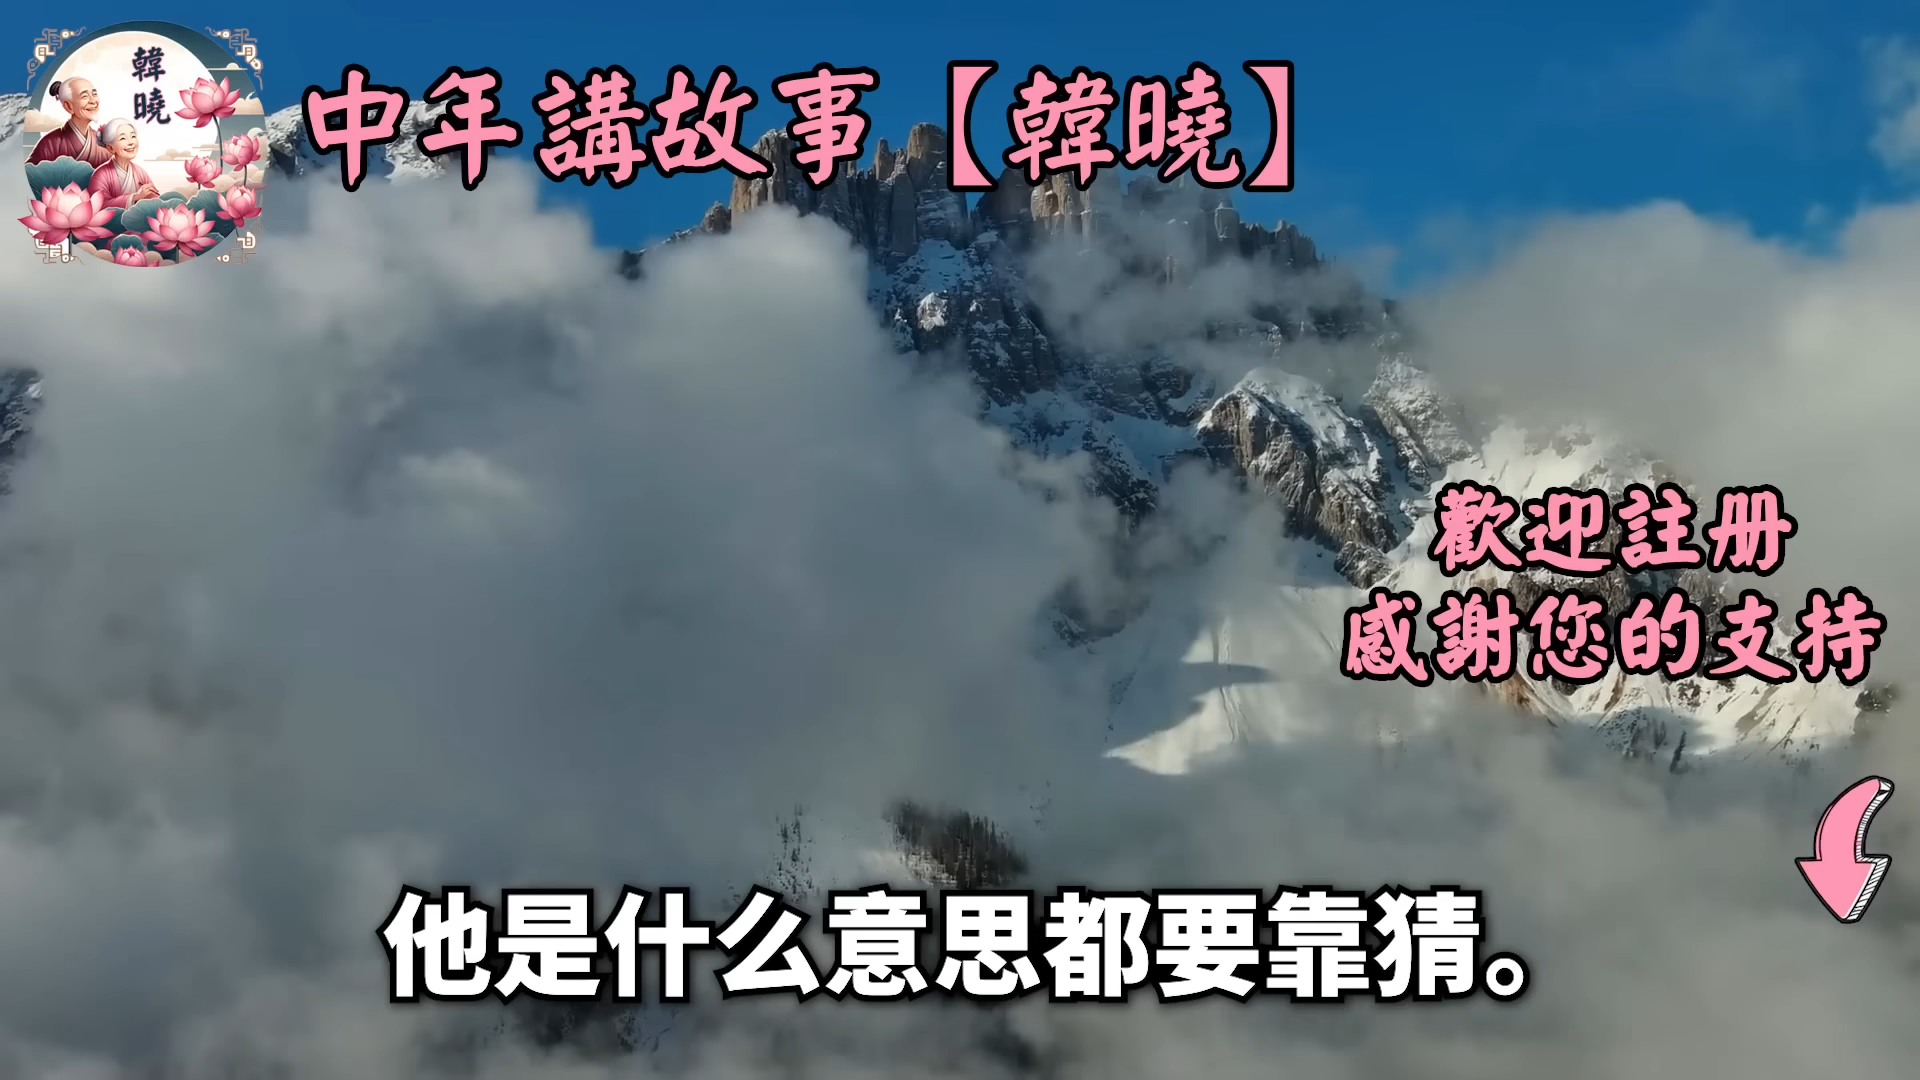 韓曉
中年講故事【韓曉】
歡迎註册
感謝您的支持
他是什么意思都要靠猜。